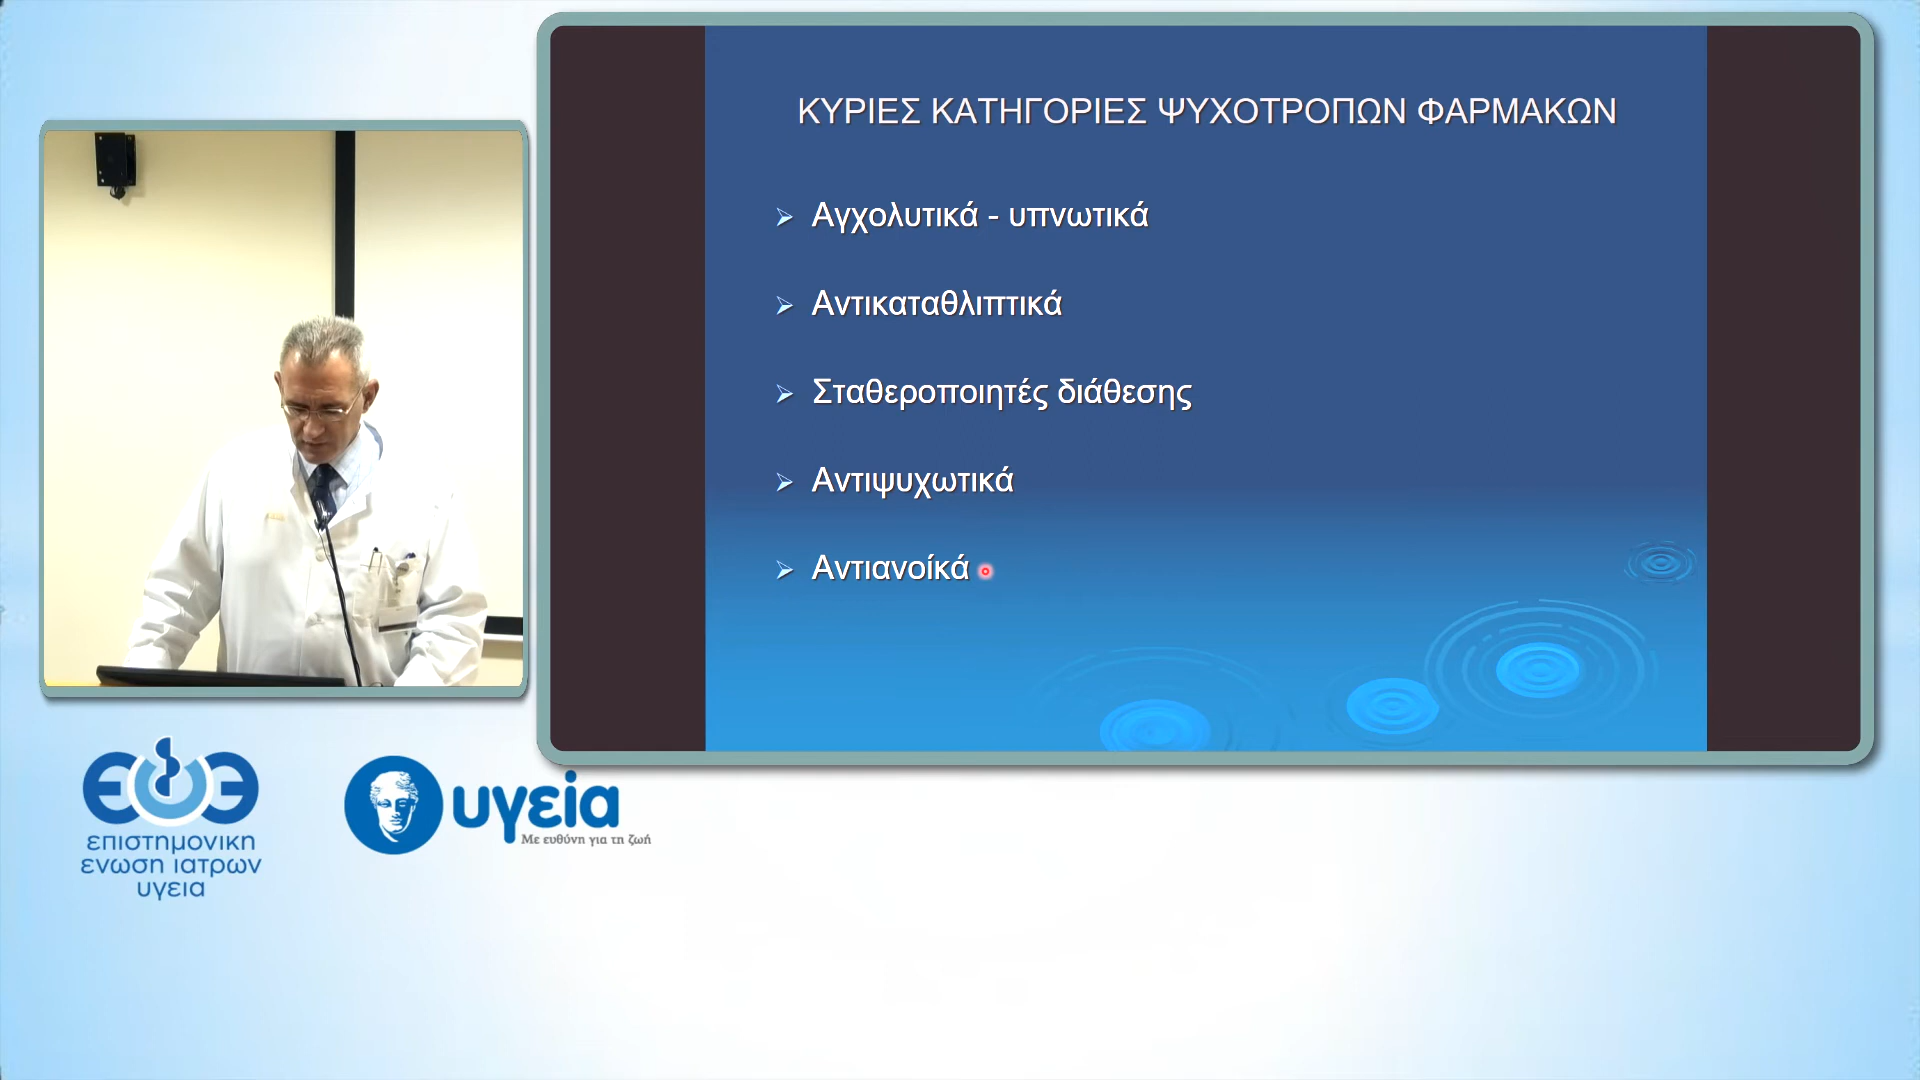 ΚΥΡΙΕΣ ΚΑΤΗΓΟΡΙΕΣ ΨΥΧΟΤΡΟΠΩΝ ΦΑΡΜΑΚΩΝ
Αγχολυτικά - υπνωτικά
Αντικαταθλιπτικά
Σταθεροποιητές διάθεσης
Αντιψυχωτικά
Αντιανοίκά
επιστημονικη
ενωση ιατρων
υγεια
υγεία
Με ευθύνη για τη ζωή